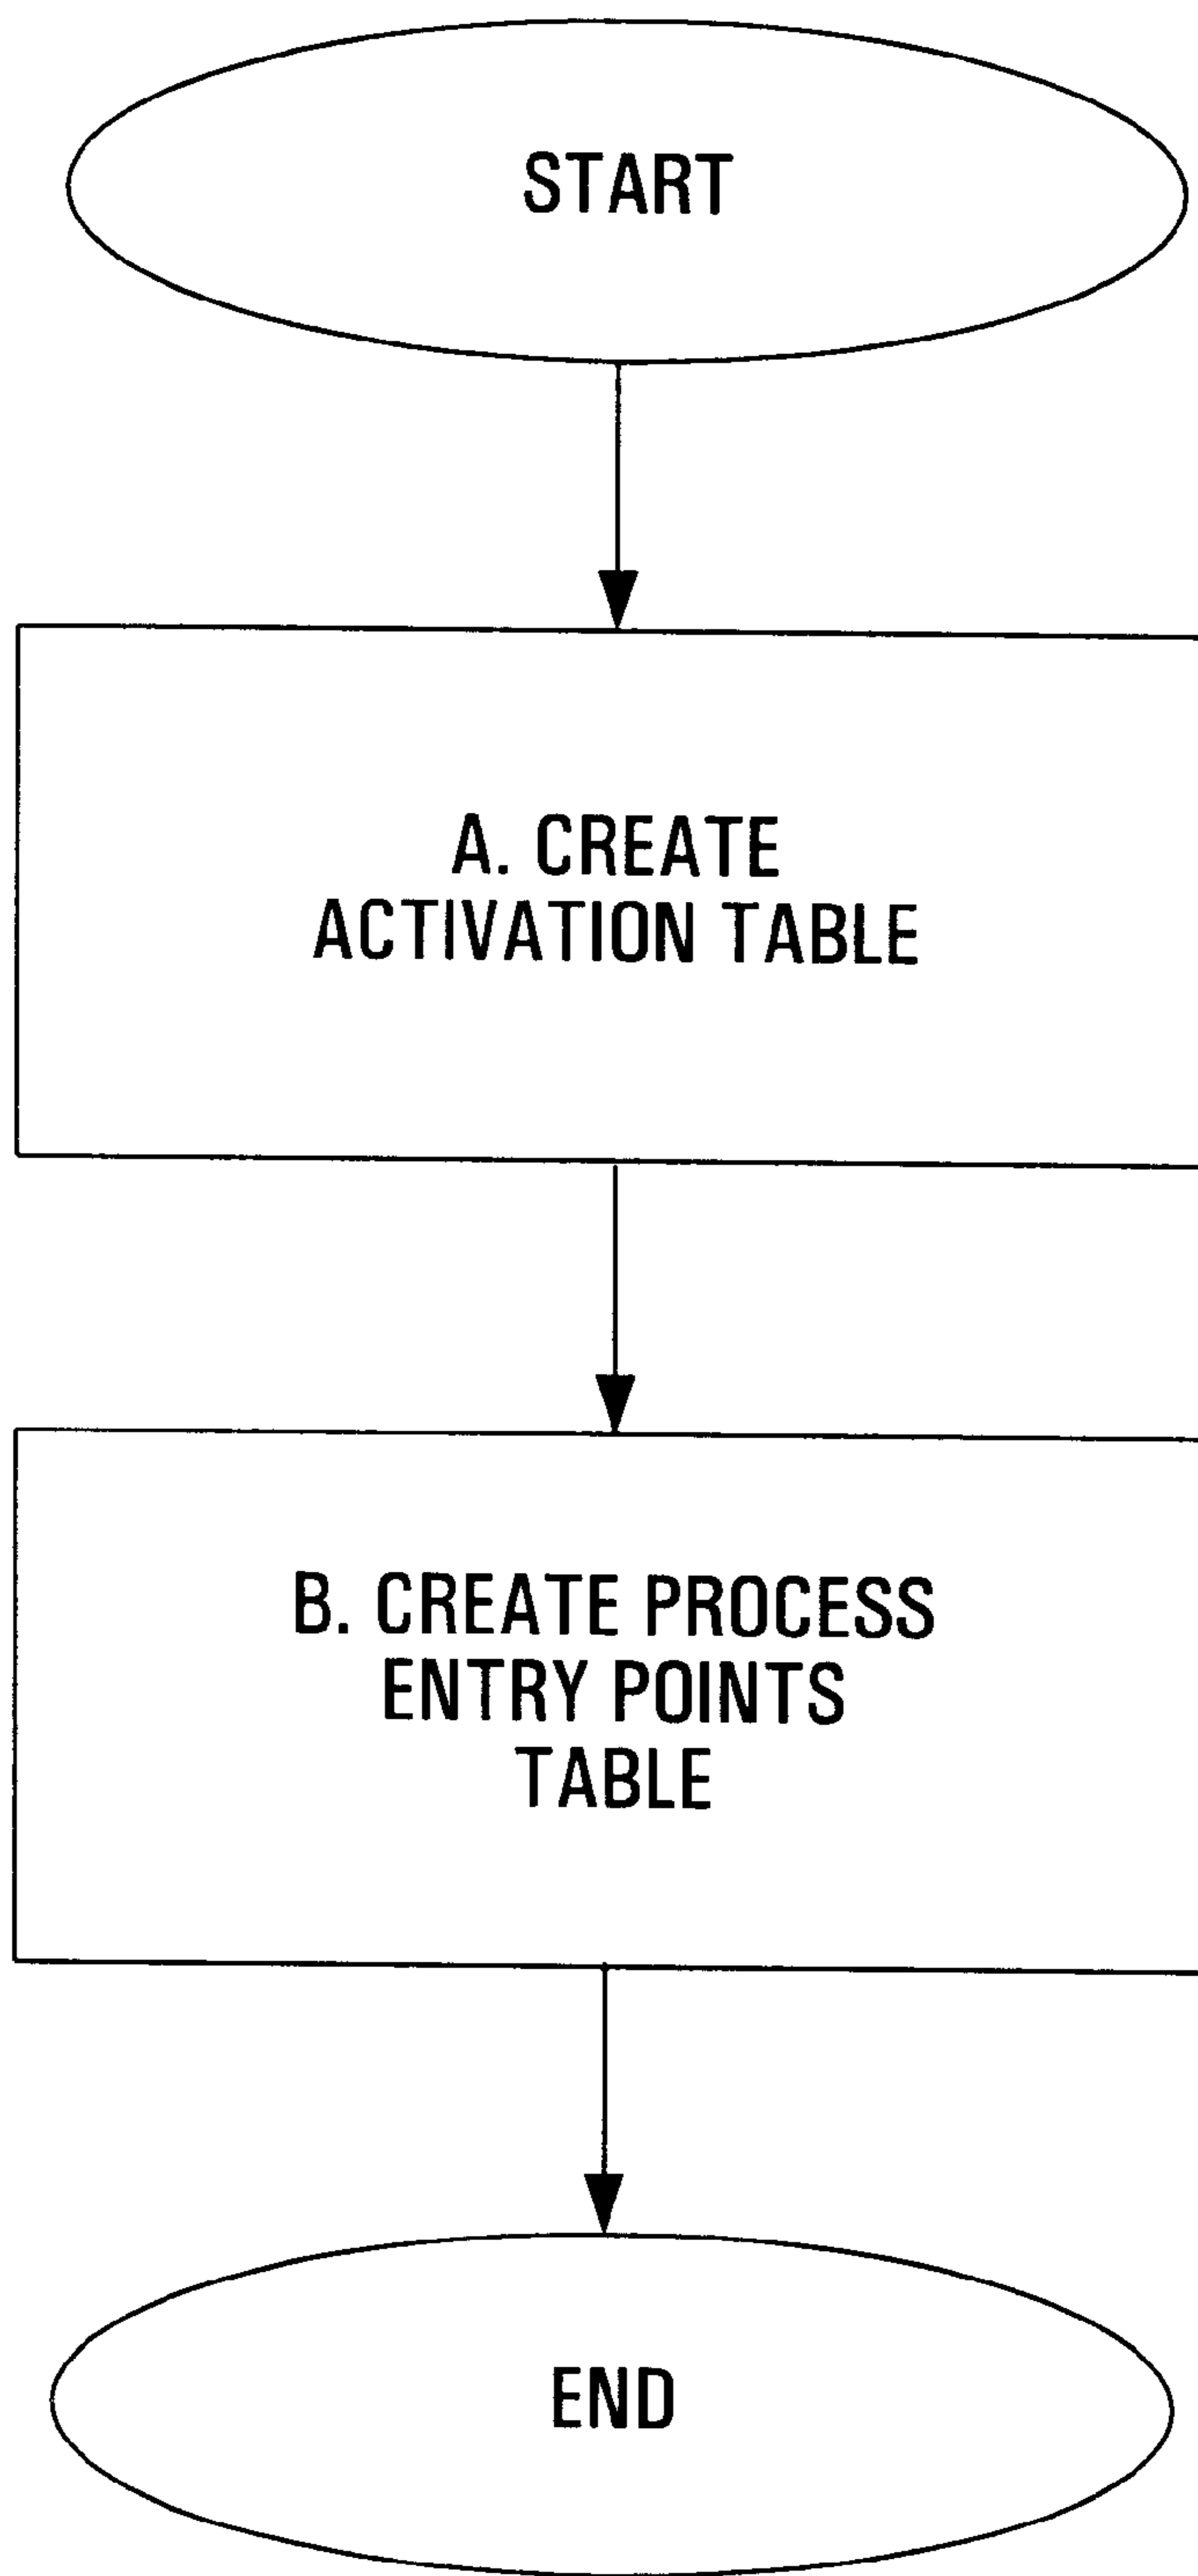 START
A. CREATE
ACTIVATION TABLE
B. CREATE PROCESS
ENTRY POINTS
TABLE
END